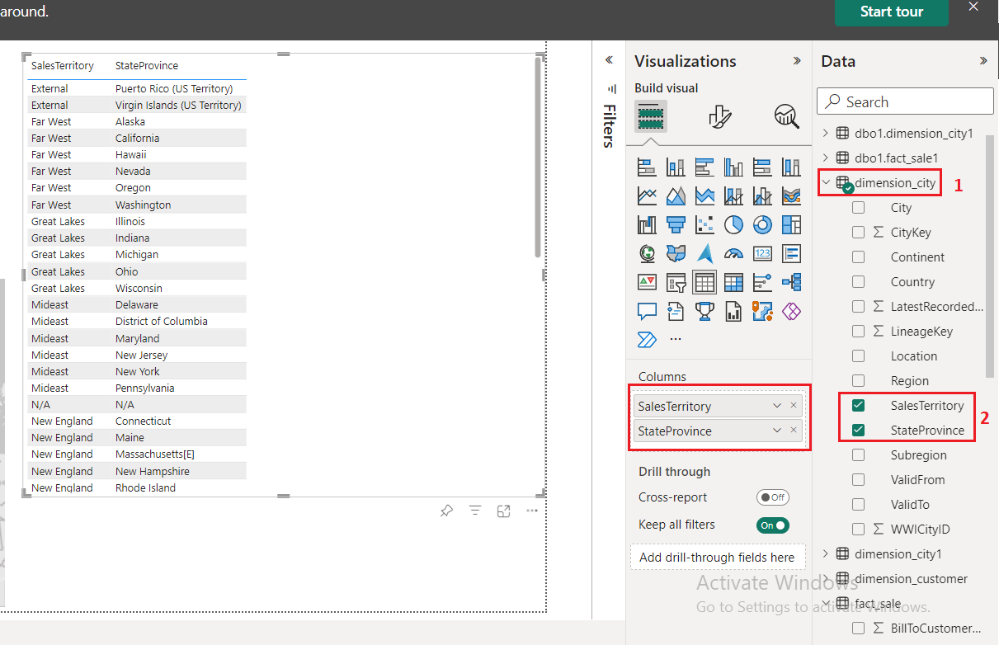 around.
Start tour
SalesTerritory StateProvince
External Puerto Rico (US Territory)
External Virgin Islands (US Territory)
Far West Alaska
Far West California
Far West Hawaii
Far West Nevada
Far West Oregon
Far West Washington
Great Lakes Illinois
Great Lakes Indiana
Great Lakes Michigan
Great Lakes Ohio
Great Lakes Wisconsin
Mideast Delaware
Mideast District of Columbia
Mideast Maryland
Mideast New Jersey
Mideast New York
Mideast Pennsylvania
N/A N/A
New England Connecticut
New England Maine
New England Massachusetts[E]
New England New Hampshire
New England Rhode Island
Filters
Visualizations
Build visual
123
Columns
SalesTerritory
StateProvince
Drill through
Cross-report Off
Keep all filters On
Add drill-through fields here
Data
Search
dbo1.dimension_city1
dbo1.fact_sale1
dimension_city 1
City
CityKey
Continent
Country
LatestRecorded...
LineageKey
Location
Region
SalesTerritory
StateProvince 2
Subregion
ValidFrom
ValidTo
WWICityID
dimension_city1
dimension_customer
fact_sale
BillToCustomer...
Activate Windows
Go to Settings to activate Windows.